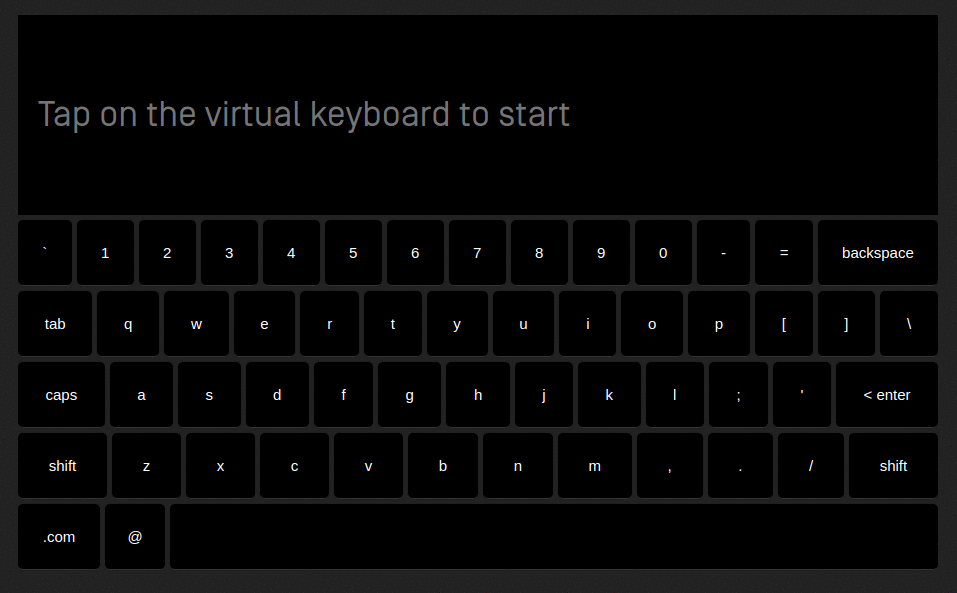 Tap on the virtual keyboard to start
` 1 2 3 4 5 6 7 8 9 0 - = backspace
tab q w e r t y u i o p [ ] \
caps a s d f g h j k l ; ' < enter
shift z x c v b n m , . / shift
.com @